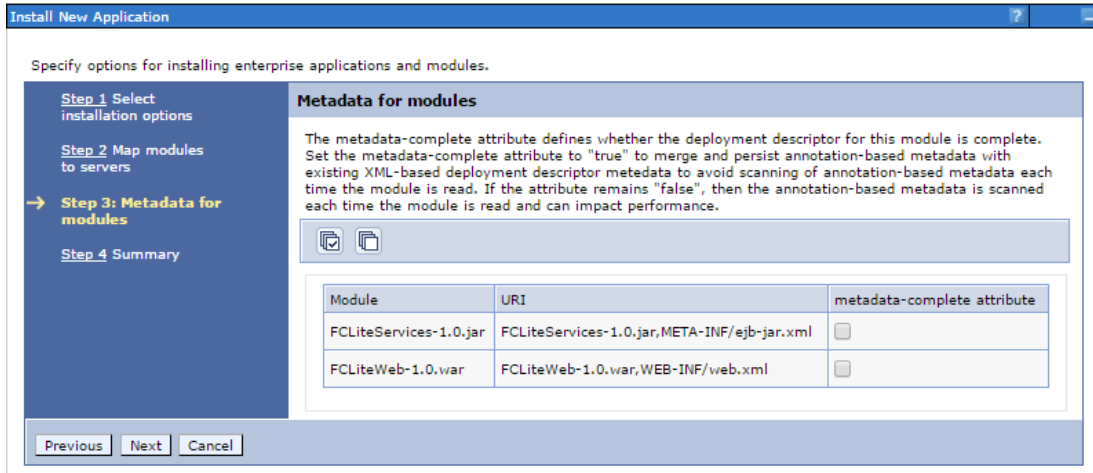 Install New Application
?
Specify options for installing enterprise applications and modules.
Step 1 Select
installation options
Step 2 Map modules
to servers
Step 3: Metadata for
modules
Step 4 Summary
Metadata for modules
The metadata-complete attribute defines whether the deployment descriptor for this module is complete.
Set the metadata-complete attribute to "true" to merge and persist annotation-based metadata with
existing XML-based deployment descriptor metedata to avoid scanning of annotation-based metadata each
time the module is read. If the attribute remains "false", then the annotation-based metadata is scanned
each time the module is read and can impact performance.
Module URI metadata-complete attribute
FCLiteServices-1.0.jar FCLiteServices-1.0.jar,META-INF/ejb-jar.xml
FCLiteWeb-1.0.war FCLiteWeb-1.0.war,WEB-INF/web.xml
Previous Next Cancel